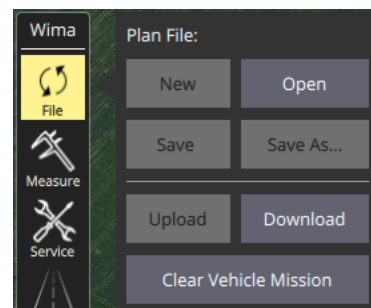 Wima
Plan File:
File
New
Open
Save
Save As...
Measure
Upload
Download
Service
Clear Vehicle Mission